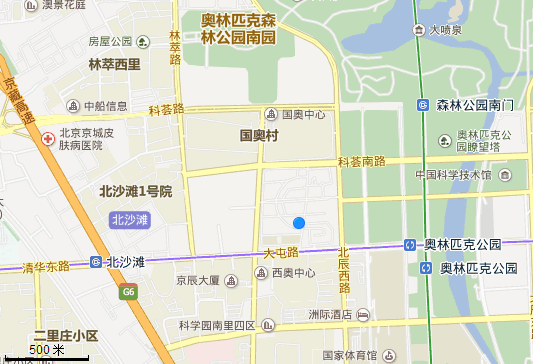 澳景花庭
奥林匹克森
林公园南园
大喷泉
房屋公园
林萃路
林萃西里
京藏高速
中船信息
科荟路
国奥中心
森林公园南门
国奥村
北京京城皮
肤病医院
奥林匹克公
园瞭望塔
科荟南路
中国科学技术馆
北沙滩1号院
北沙滩
大屯路
北辰西路
奥林匹克公园
清华东路
北沙滩
奥林匹克公园
西奥中心
京辰大厦
G6
洲际酒店
科学园南里四区
二里庄小区
500 米
国家体育馆